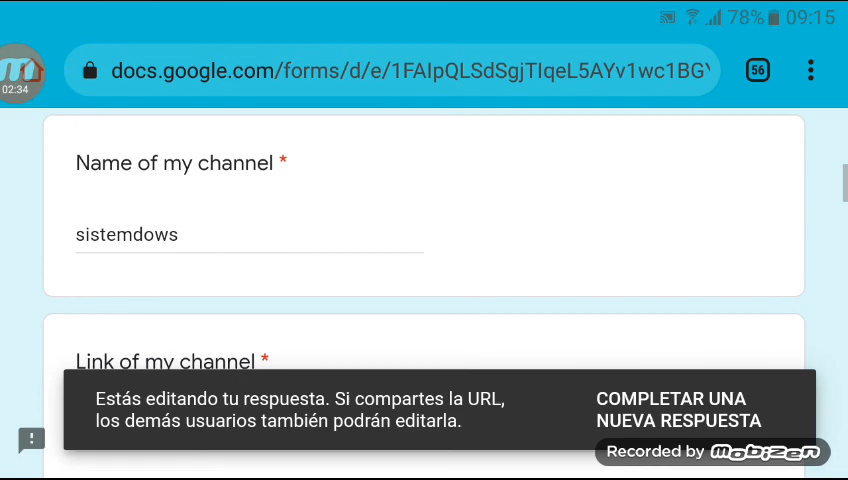 78% 09:15
02:34
docs.google.com/forms/d/e/1FAIpQLSdSgjTIqeL5AYv1wc1BGY
56
Name of my channel *
sistemdows
Link of my channel *
Estás editando tu respuesta. Si compartes la URL,
los demás usuarios también podrán editarla.
COMPLETAR UNA
NUEVA RESPUESTA
Recorded by mobizen